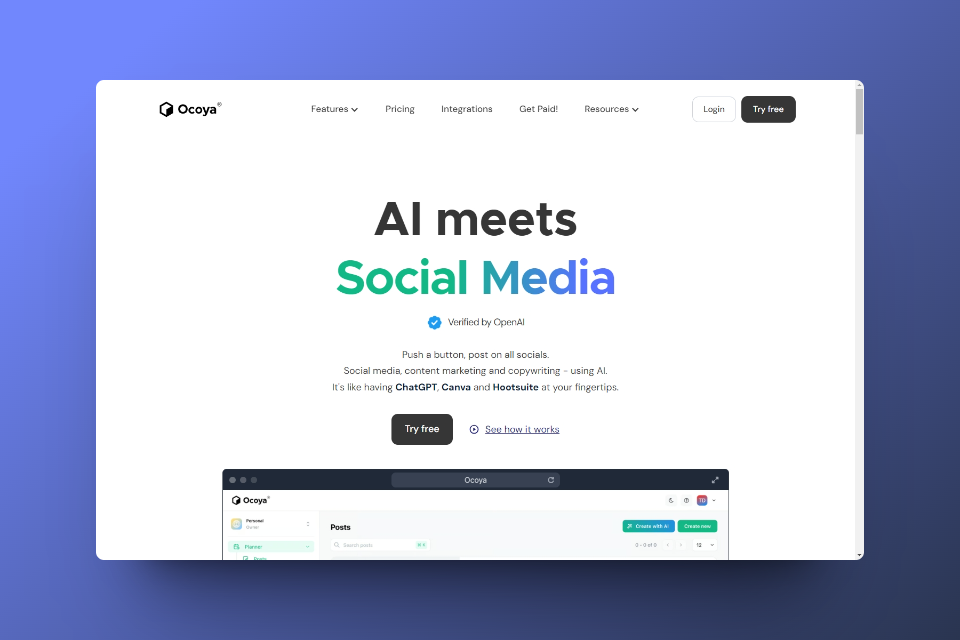 Ocoya®
Features
Pricing
Integrations
Get Paid!
Resources
Login
Try free
AI meets
Social Media
Verified by OpenAI
Push a button, post on all socials.
Social media, content marketing and copywriting - using AI.
It's like having ChatGPT, Canva and Hootsuite at your fingertips.
Try free
See how it works
Ocoya
Ocoya®
TD
Personal
Owner
Posts
Create with AI
Create new
Planner
Search posts
⌘ K
0 - 0 of 0
12
Posts